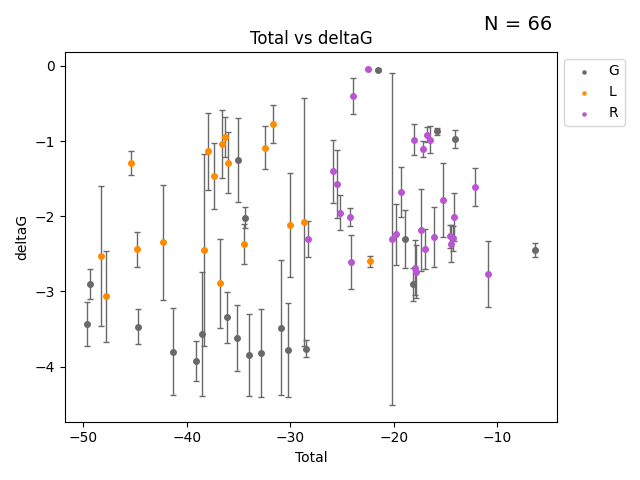 N = 66
Total vs deltaG
G
L
R
deltaG
0
−1
−2
−3
−4
−50
−40
−30
−20
−10
Total